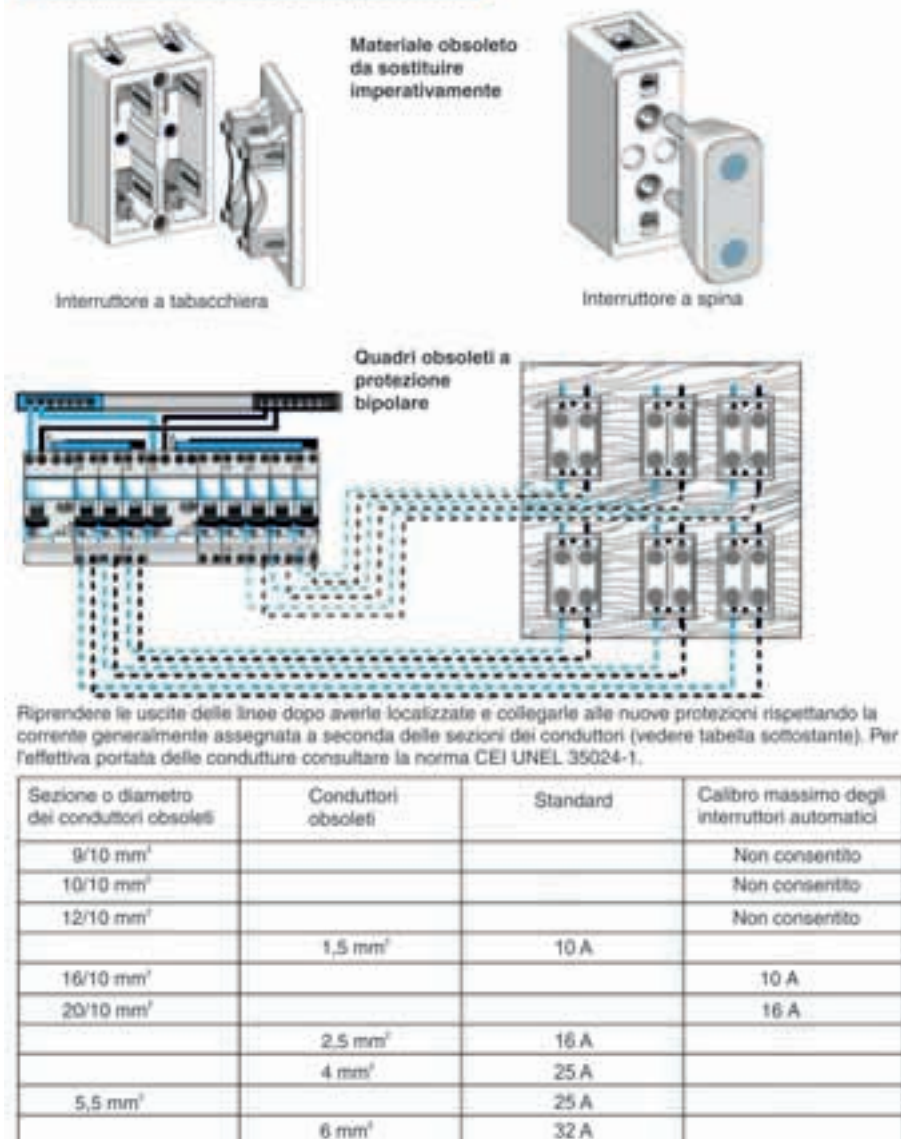 Materiale obsoleto
da sostituire
imperativamente
Interruttore a tabacchiera
Interruttore a spina
Quadri obsoleti a
protezione
bipolare
Riprendere le uscite delle linee dopo averle localizzate e collegarle alle nuove protezioni rispettando la
corrente generalmente assegnata a seconda delle sezioni dei conduttori (vedere tabella sottostante). Per
l'effettiva portata delle condutture consultare la norma CEI UNEL 35024-1.
Sezione o diametro
dei conduttori obsoleti
Conduttori
obsoleti
Standard
Calibro massimo degli
interruttori automatici
9/10 mm² Non consentito
10/10 mm² Non consentito
12/10 mm² Non consentito
1,5 mm² 10 A
16/10 mm² 10 A
20/10 mm² 16 A
2,5 mm² 16 A
4 mm² 25 A
5,5 mm² 25 A
6 mm² 32 A